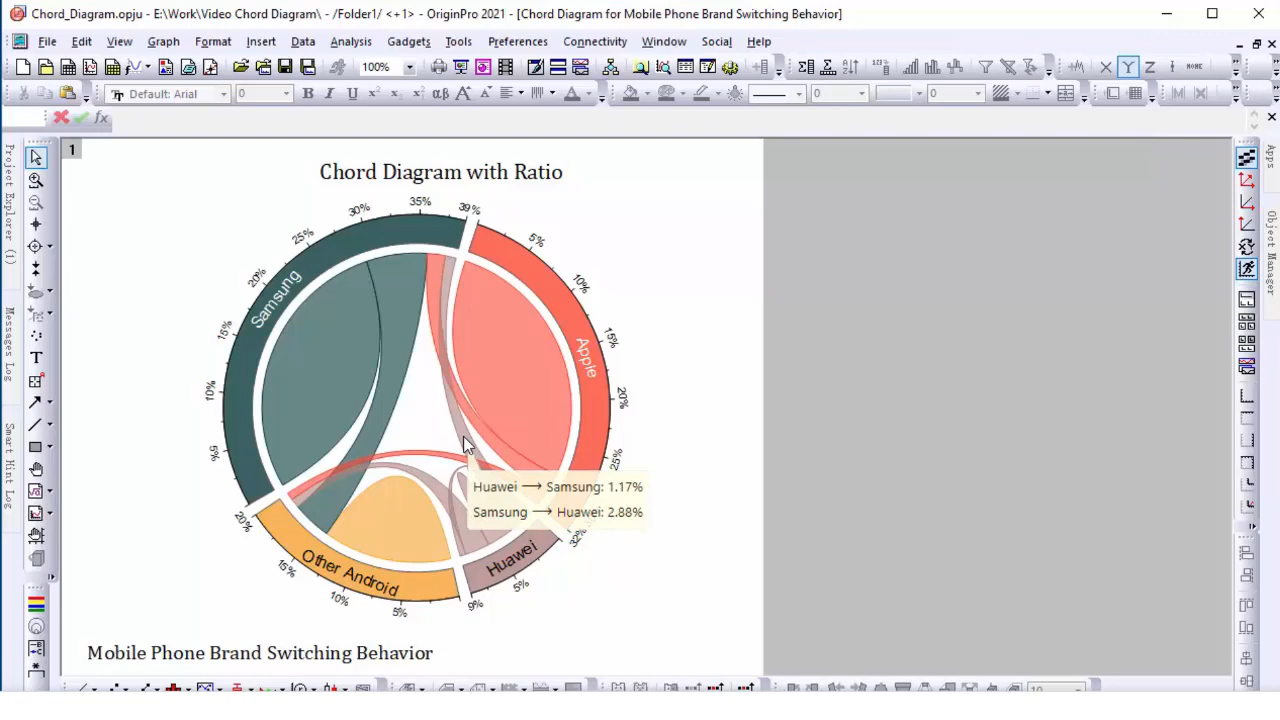 Chord_Diagram.opju - E:\Work\Video Chord Diagram\ - /Folder1/ <+1> - OriginPro 2021 - [Chord Diagram for Mobile Phone Brand Switching Behavior]
File Edit View Graph Format Insert Data Analysis Gadgets Tools Preferences Connectivity Window Social Help
100%
Default: Arial 0 B I U 0 0
1
Project Explorer (1)
Messages Log
Smart Hint Log
Apps
Object Manager
Chord Diagram with Ratio
30% 35% 39%
25% 5%
20% 10%
Samsung
15% 15%
Apple
10% 20%
5% 25%
Huawei ⟶ Samsung: 1.17%
Samsung ⟶ Huawei: 2.88%
20% 32%
Other Android Huawei
15% 5%
10% 5% 9%
Mobile Phone Brand Switching Behavior